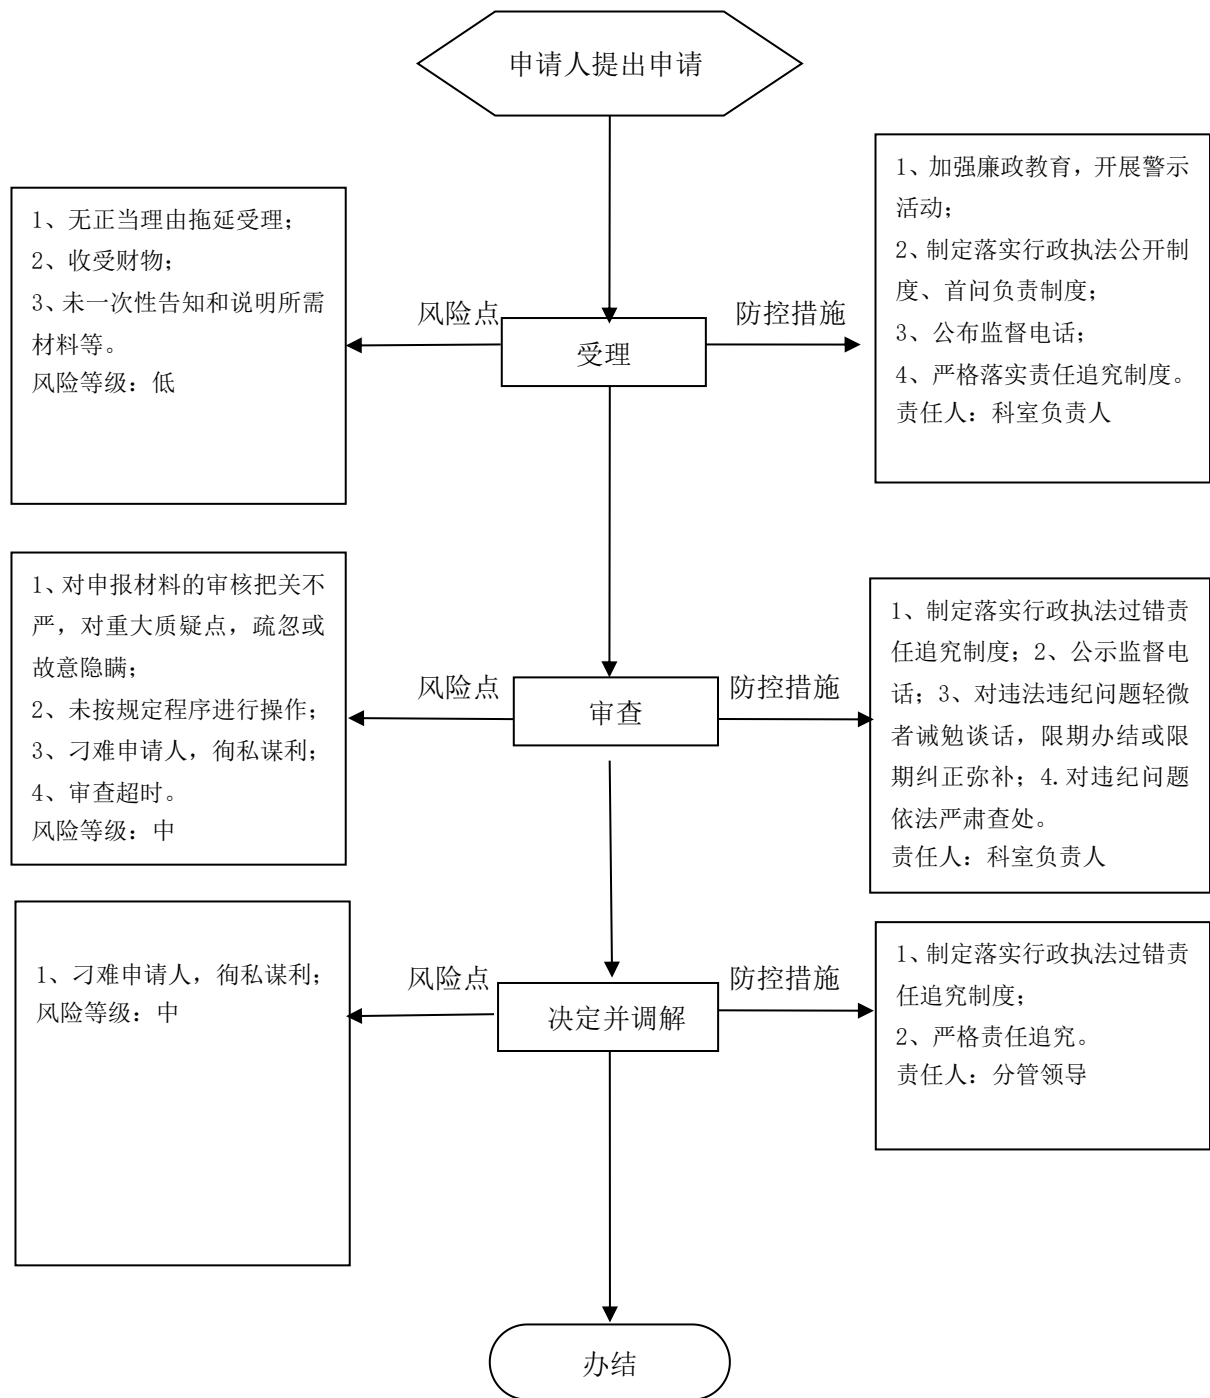 申请人提出申请
1、无正当理由拖延受理；
2、收受财物；
3、未一次性告知和说明所需
材料等。
风险等级：低
风险点
受理
防控措施
1、加强廉政教育，开展警示
活动；
2、制定落实行政执法公开制
度、首问负责制度；
3、公布监督电话；
4、严格落实责任追究制度。
责任人：科室负责人
1、对申报材料的审核把关不
严，对重大质疑点，疏忽或
故意隐瞒；
2、未按规定程序进行操作；
3、刁难申请人，徇私谋利；
4、审查超时。
风险等级：中
风险点
审查
防控措施
1、制定落实行政执法过错责
任追究制度；2、公示监督电
话；3、对违法违纪问题轻微
者诫勉谈话，限期办结或限
期纠正弥补；4.对违纪问题
依法严肃查处。
责任人：科室负责人
1、刁难申请人，徇私谋利；
风险等级：中
风险点
决定并调解
防控措施
1、制定落实行政执法过错责
任追究制度；
2、严格责任追究。
责任人：分管领导
办结